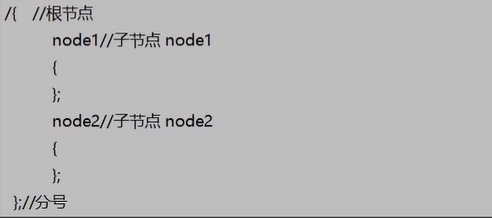 /{ //根节点
node1//子节点 node1
{
};
node2//子节点 node2
{
};
};//分号